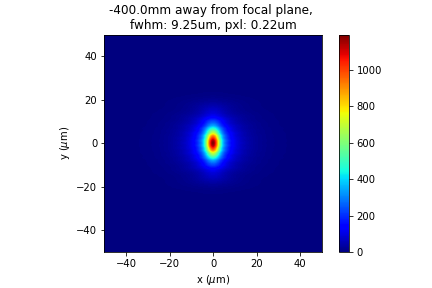 -400.0mm away from focal plane,
fwhm: 9.25um, pxl: 0.22um
40
20
0
−20
−40
y (μm)
−40 −20 0 20 40
x (μm)
1000
800
600
400
200
0